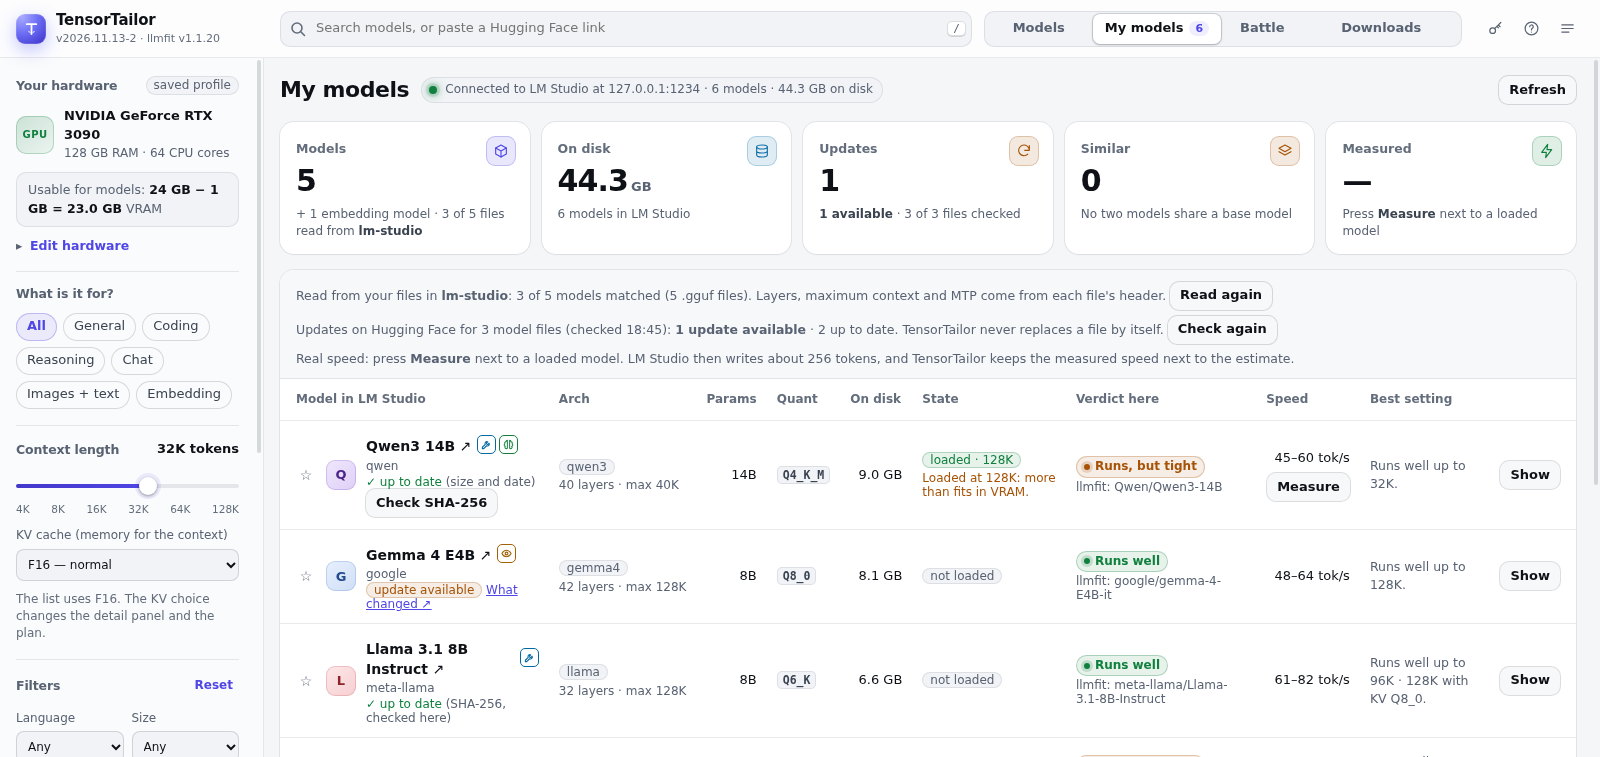 TensorTailor
v2026.11.13-2 · llmfit v1.1.20
Search models, or paste a Hugging Face link
/
Models
My models 6
Battle
Downloads
Your hardware
saved profile
GPU
NVIDIA GeForce RTX
3090
128 GB RAM · 64 CPU cores
Usable for models: 24 GB − 1
GB = 23.0 GB VRAM
▸ Edit hardware
What is it for?
All
General
Coding
Reasoning
Chat
Images + text
Embedding
Context length
32K tokens
4K 8K 16K 32K 64K 128K
KV cache (memory for the context)
F16 — normal
The list uses F16. The KV choice
changes the detail panel and the
plan.
Filters
Reset
Language
Size
Any
Any
My models
Connected to LM Studio at 127.0.0.1:1234 · 6 models · 44.3 GB on disk
Refresh
Models
5
+ 1 embedding model · 3 of 5 files
read from lm-studio
On disk
44.3 GB
6 models in LM Studio
Updates
1
1 available · 3 of 3 files checked
Similar
0
No two models share a base model
Measured
—
Press Measure next to a loaded
model
Read from your files in lm-studio: 3 of 5 models matched (5 .gguf files). Layers, maximum context and MTP come from each file's header. Read again
Updates on Hugging Face for 3 model files (checked 18:45): 1 update available · 2 up to date. TensorTailor never replaces a file by itself. Check again
Real speed: press Measure next to a loaded model. LM Studio then writes about 256 tokens, and TensorTailor keeps the measured speed next to the estimate.
Model in LM Studio Arch Params Quant On disk State Verdict here Speed Best setting
☆
Q
Qwen3 14B ↗
qwen
✓ up to date (size and date)
Check SHA-256
qwen3
40 layers · max 40K
14B
Q4_K_M
9.0 GB
loaded · 128K
Loaded at 128K: more
than fits in VRAM.
Runs, but tight
llmfit: Qwen/Qwen3-14B
45–60 tok/s
Measure
Runs well up to
32K.
Show
☆
G
Gemma 4 E4B ↗
google
update available What
changed ↗
gemma4
42 layers · max 128K
8B
Q8_0
8.1 GB
not loaded
Runs well
llmfit: google/gemma-4-
E4B-it
48–64 tok/s
Runs well up to
128K.
Show
☆
L
Llama 3.1 8B
Instruct ↗
meta-llama
✓ up to date (SHA-256,
checked here)
llama
32 layers · max 128K
8B
Q6_K
6.6 GB
not loaded
Runs well
llmfit: meta-llama/Llama-
3.1-8B-Instruct
61–82 tok/s
Runs well up to
96K · 128K with
KV Q8_0.
Show